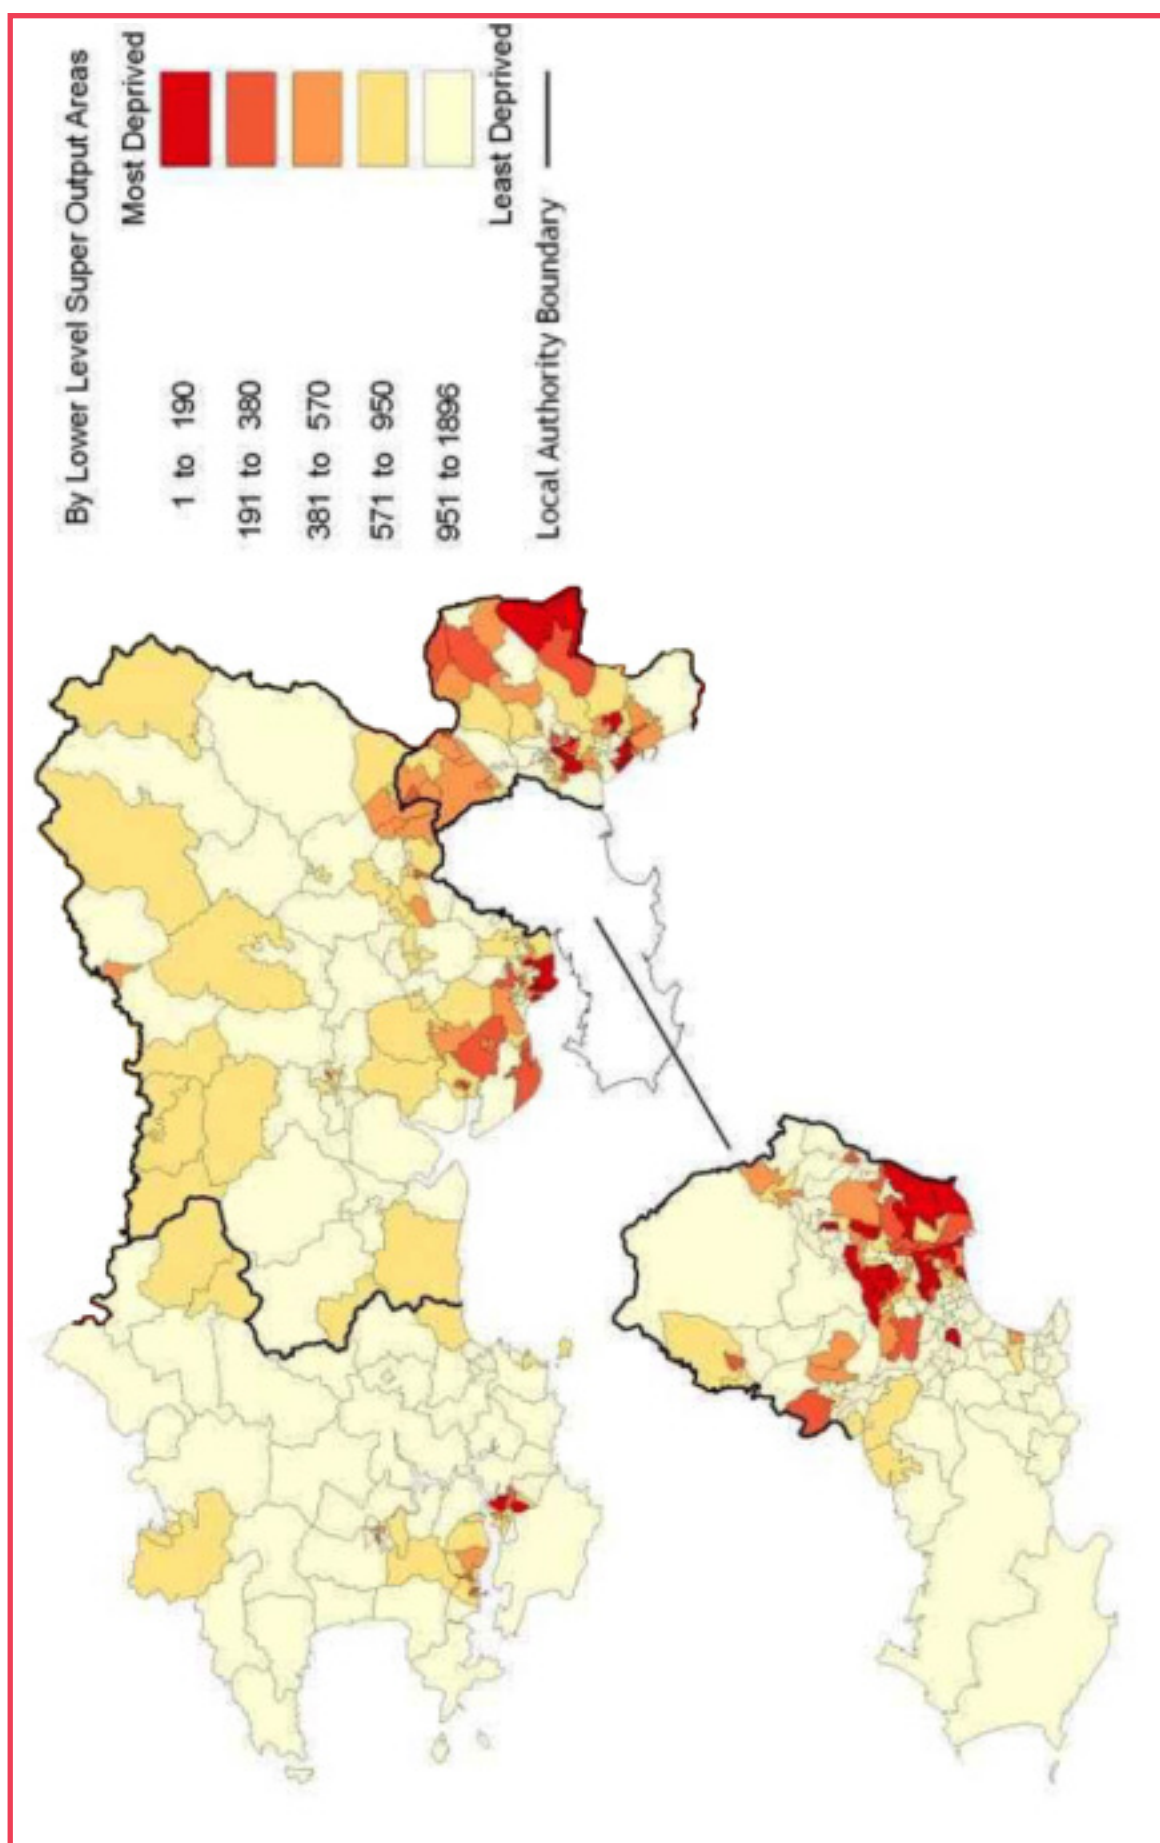 By Lower Level Super Output Areas
Most Deprived
1 to 190
191 to 380
381 to 570
571 to 950
951 to 1896
Least Deprived
Local Authority Boundary